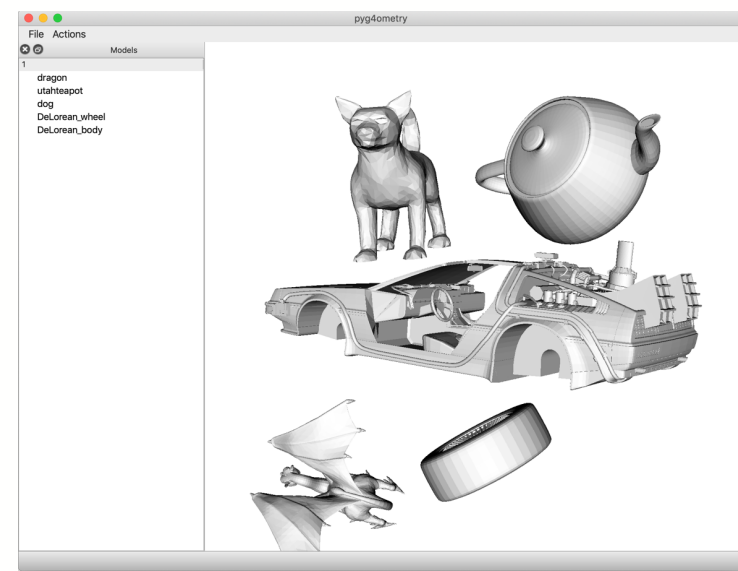 pyg4ometry
File Actions
Models
1
dragon
utahteapot
dog
DeLorean_wheel
DeLorean_body